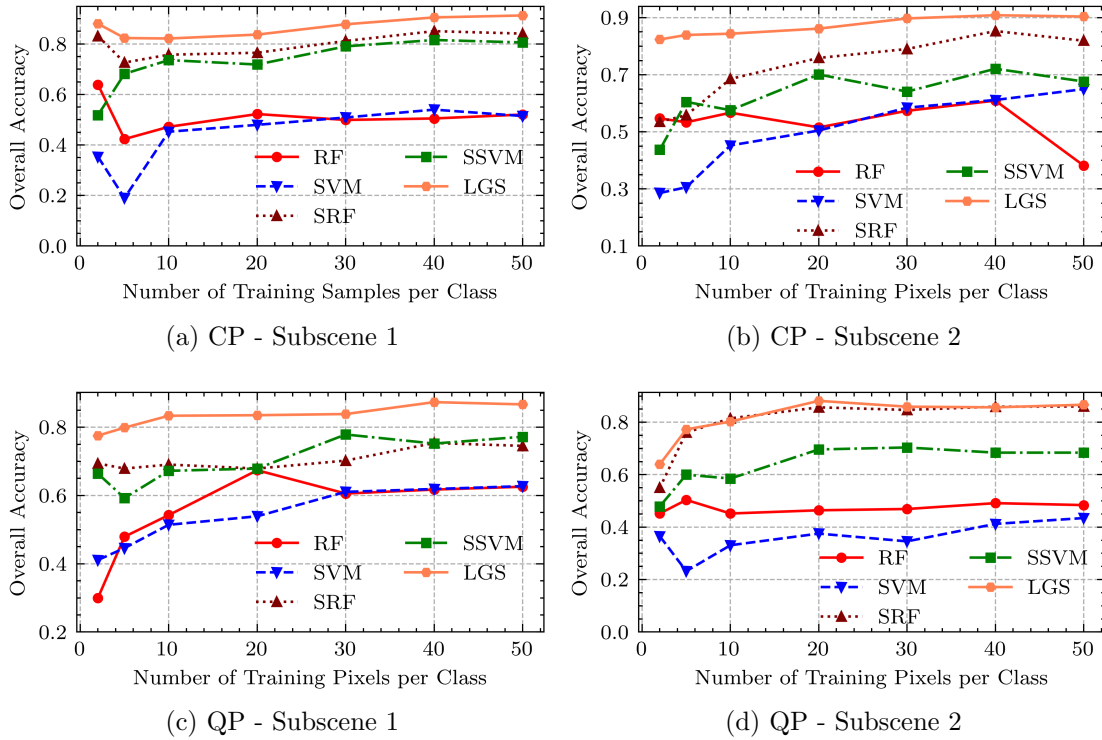 Overall Accuracy
0.8
0.6
0.4
0.2
0.0
RF
SVM
SRF
SSVM
LGS
0 10 20 30 40 50
Number of Training Samples per Class
(a) CP - Subscene 1
Overall Accuracy
0.9
0.7
0.5
0.3
0.1
RF
SVM
SRF
SSVM
LGS
0 10 20 30 40 50
Number of Training Pixels per Class
(b) CP - Subscene 2
Overall Accuracy
0.8
0.6
0.4
0.2
RF
SVM
SRF
SSVM
LGS
0 10 20 30 40 50
Number of Training Pixels per Class
(c) QP - Subscene 1
Overall Accuracy
0.8
0.6
0.4
0.2
0.0
RF
SVM
SRF
SSVM
LGS
0 10 20 30 40 50
Number of Training Pixels per Class
(d) QP - Subscene 2